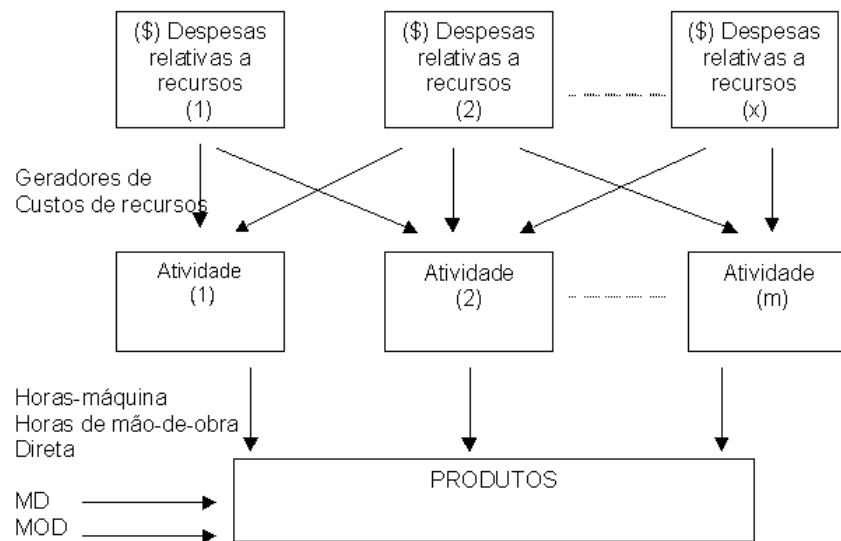 ($) Despesas
relativas a
recursos
(1)
($) Despesas
relativas a
recursos
(2)
($) Despesas
relativas a
recursos
(x)
Geradores de
Custos de recursos
Atividade
(1)
Atividade
(2)
Atividade
(m)
Horas-máquina
Horas de mão-de-obra
Direta
PRODUTOS
MD
MOD